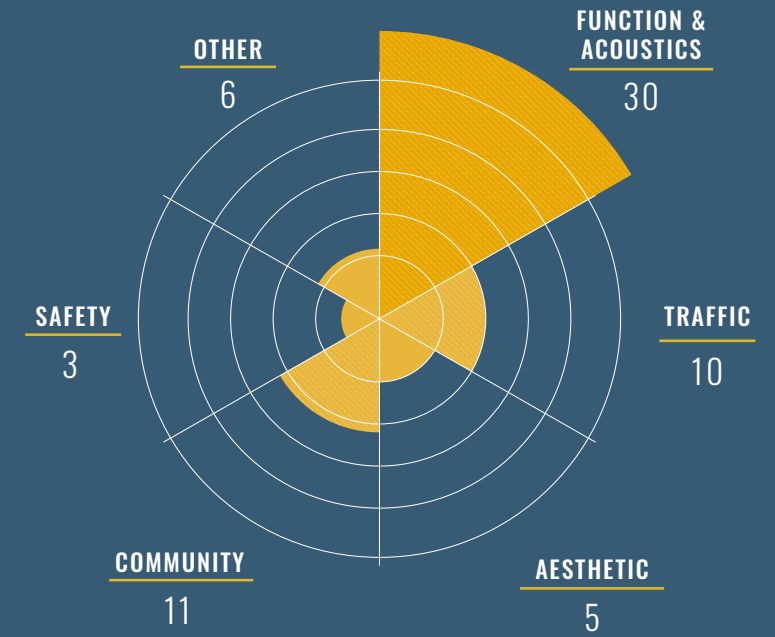 FUNCTION &
ACOUSTICS
30
TRAFFIC
10
AESTHETIC
5
COMMUNITY
11
SAFETY
3
OTHER
6